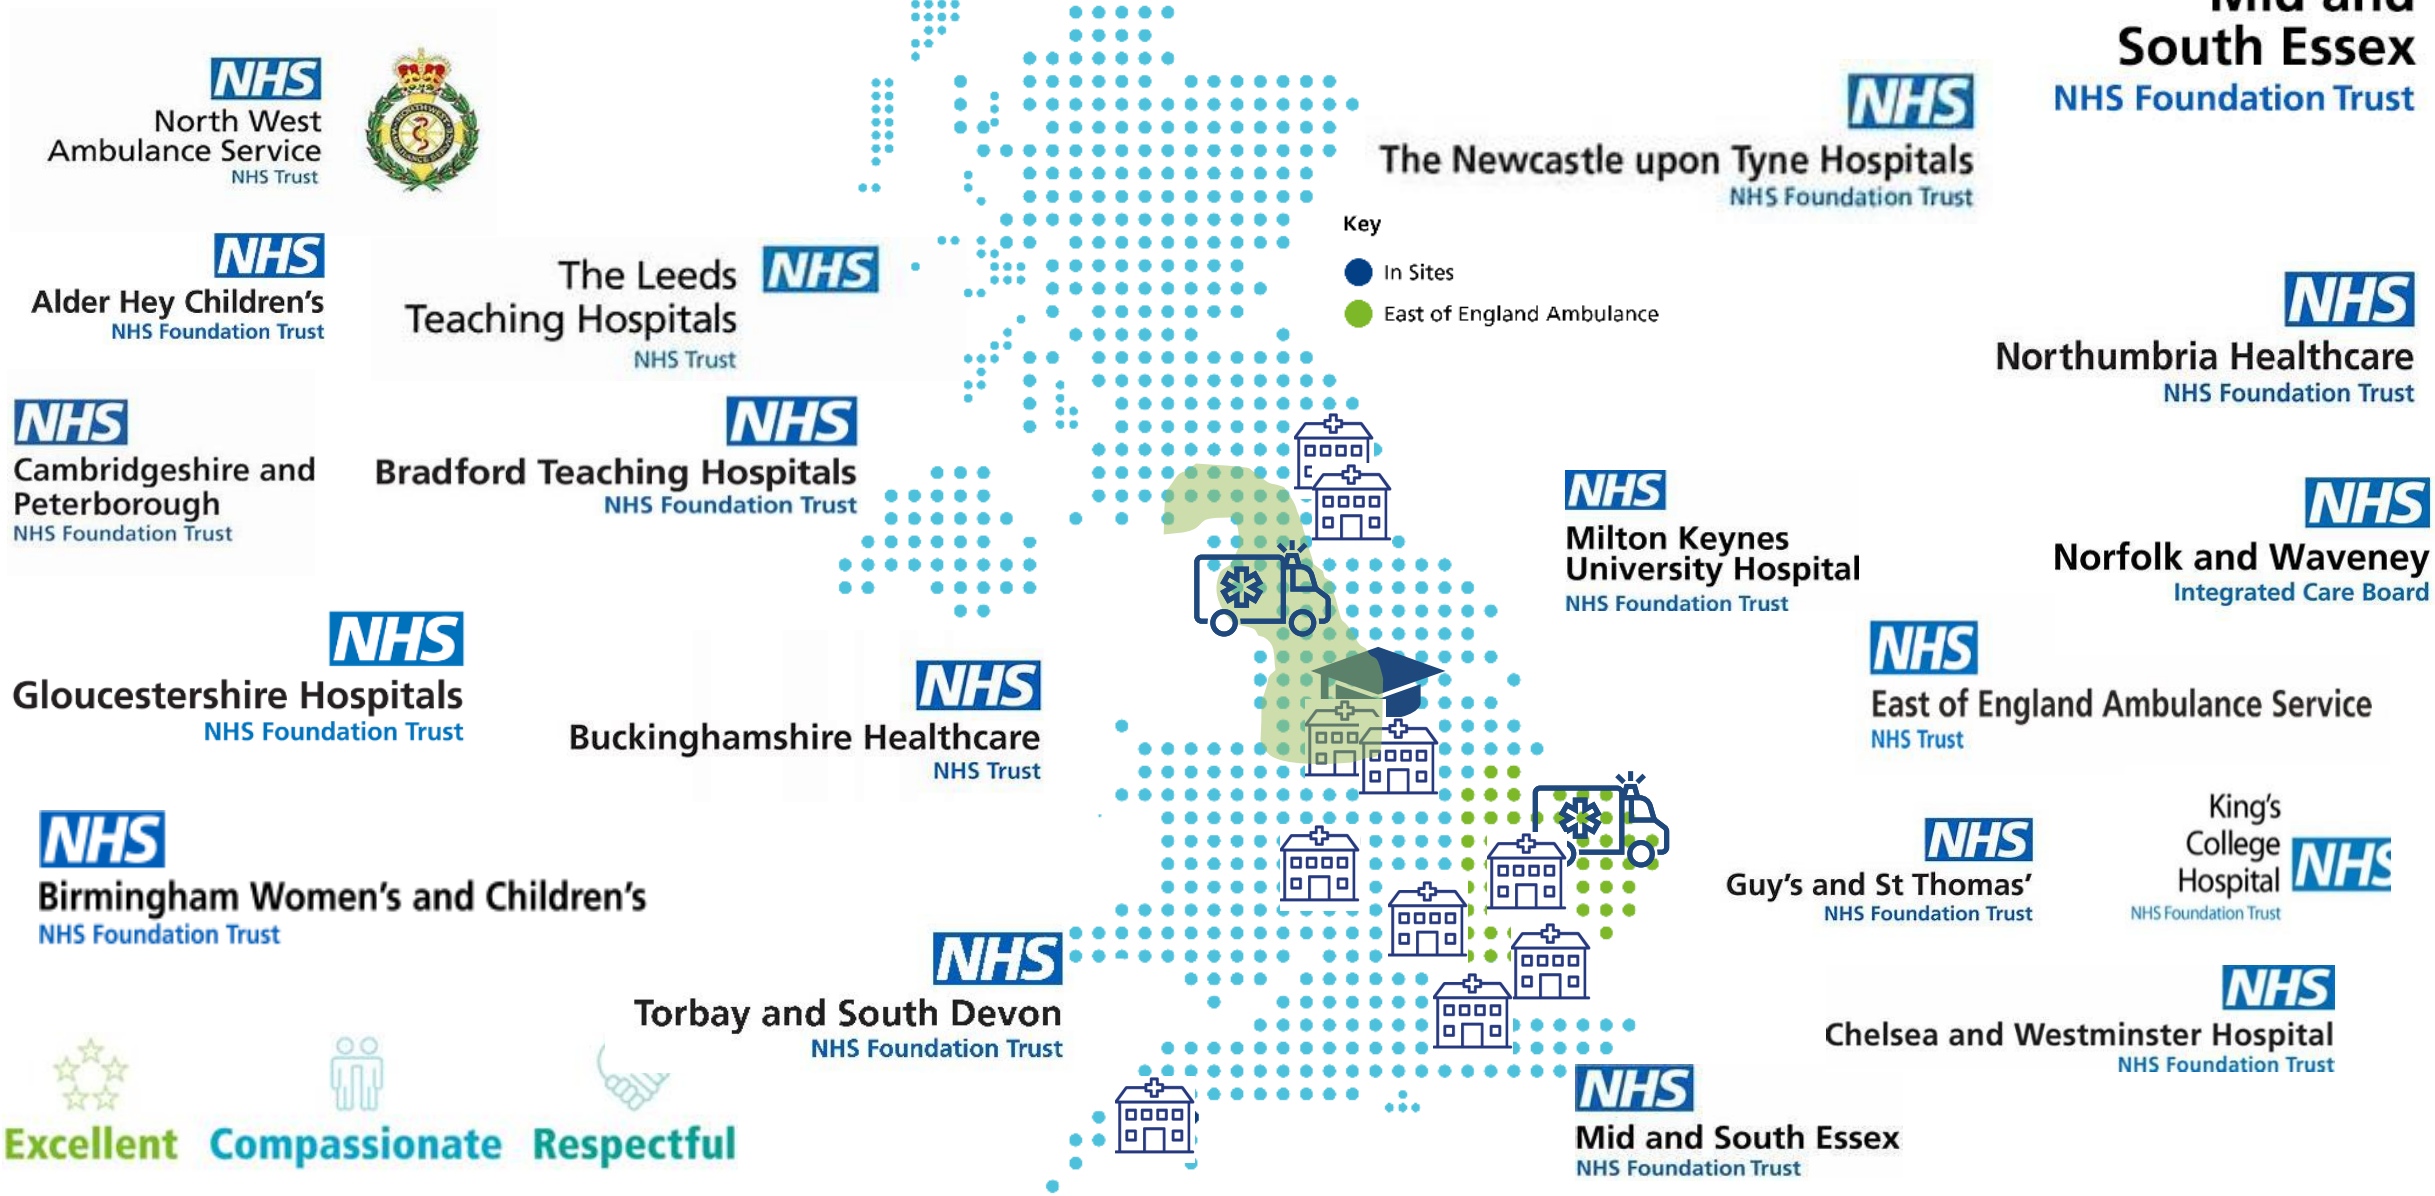 NHS
North West
Ambulance Service
NHS Trust
NHS
Alder Hey Children's
NHS Foundation Trust
The Leeds NHS
Teaching Hospitals
NHS Trust
NHS
Cambridgeshire and
Peterborough
NHS Foundation Trust
NHS
Bradford Teaching Hospitals
NHS Foundation Trust
NHS
Gloucestershire Hospitals
NHS Foundation Trust
NHS
Buckinghamshire Healthcare
NHS Trust
NHS
Birmingham Women's and Children's
NHS Foundation Trust
NHS
Torbay and South Devon
NHS Foundation Trust
Excellent Compassionate Respectful
Mid and
South Essex
NHS Foundation Trust
NHS
The Newcastle upon Tyne Hospitals
NHS Foundation Trust
Key
In Sites
East of England Ambulance
NHS
Northumbria Healthcare
NHS Foundation Trust
NHS
Milton Keynes
University Hospital
NHS Foundation Trust
NHS
Norfolk and Waveney
Integrated Care Board
NHS
East of England Ambulance Service
NHS Trust
NHS
Guy's and St Thomas'
NHS Foundation Trust
King's
College
Hospital NHS
NHS Foundation Trust
NHS
Chelsea and Westminster Hospital
NHS Foundation Trust
NHS
Mid and South Essex
NHS Foundation Trust